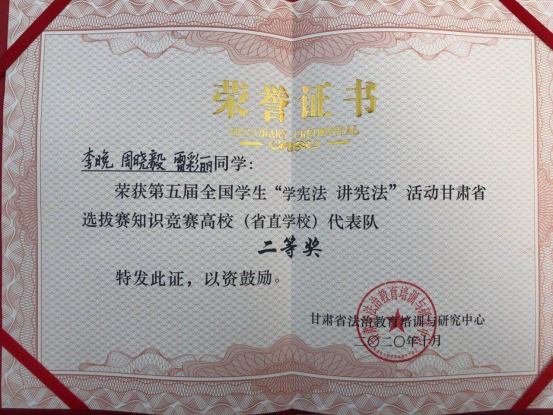 荣誉证书
HONORARY CREDENTIAL
李晚 周晓毅 雷彩丽同学：
荣获第五届全国学生“学宪法 讲宪法”活动甘肃省
选拔赛知识竞赛高校（省直学校）代表队
二等奖
特发此证，以资鼓励。
甘肃省法治教育培训与研究中心
二〇二〇年十月